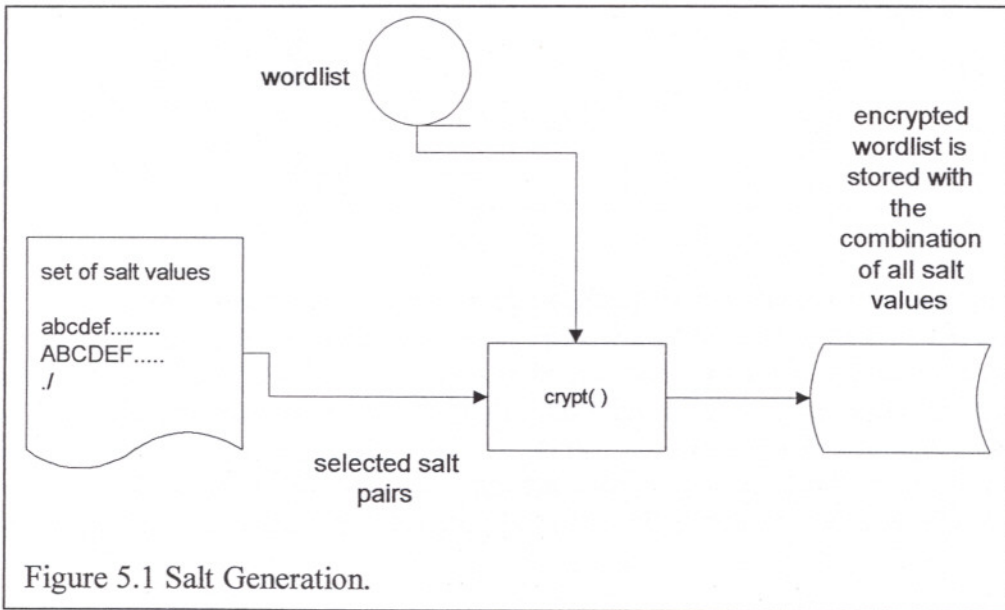 wordlist
encrypted
wordlist is
stored with
the
combination
of all salt
values
set of salt values
abcdef........
ABCDEF.....
./
crypt( )
selected salt
pairs
Figure 5.1 Salt Generation.